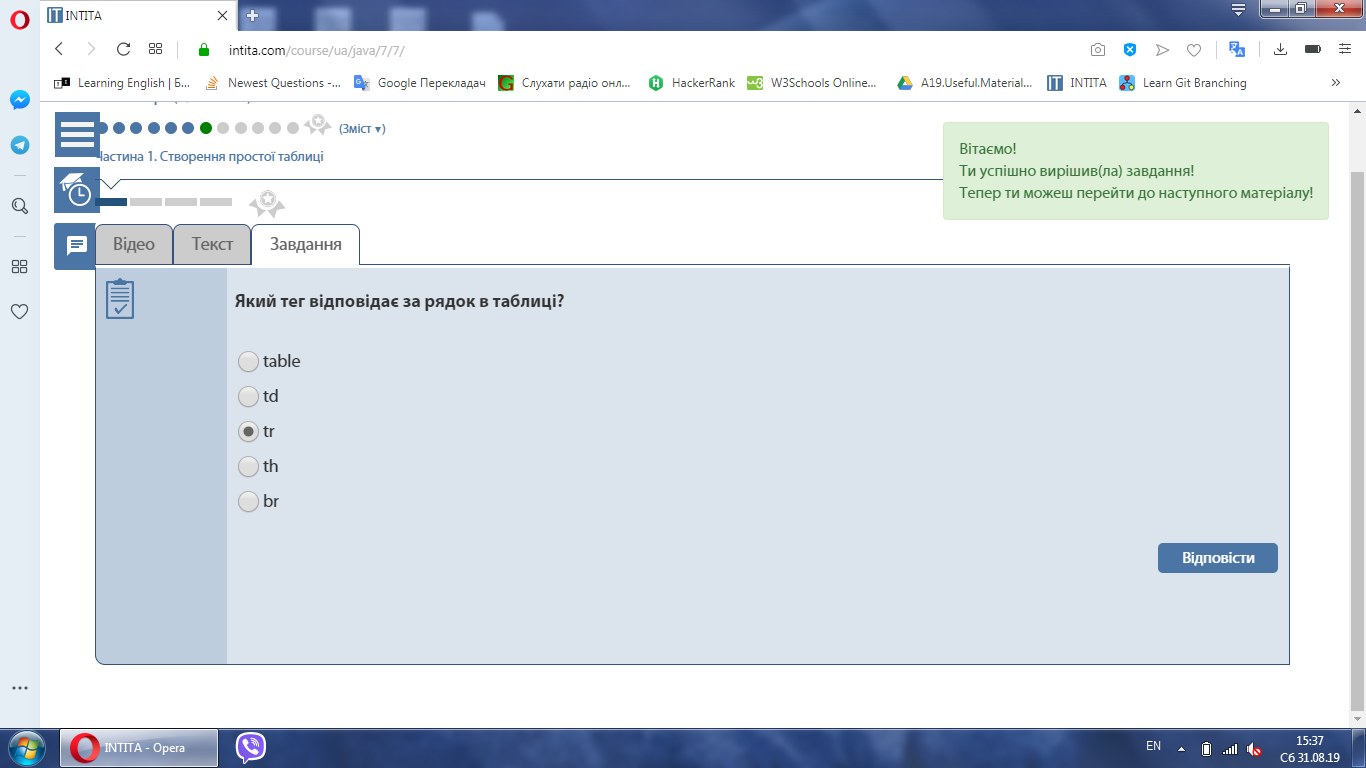 INTITA
intita.com/course/ua/java/7/7/
Learning English | Б...
Newest Questions -...
Google Перекладач
Слухати радіо онл...
HackerRank
W3Schools Online...
A19.Useful.Material...
INTITA
Learn Git Branching
(Зміст ▾)
Частина 1. Створення простої таблиці
Вітаємо!
Ти успішно вирішив(ла) завдання!
Тепер ти можеш перейти до наступного матеріалу!
Відео
Текст
Завдання
Який тег відповідає за рядок в таблиці?
table
td
tr
th
br
Відповісти
INTITA - Opera
EN
15:37
Сб 31.08.19